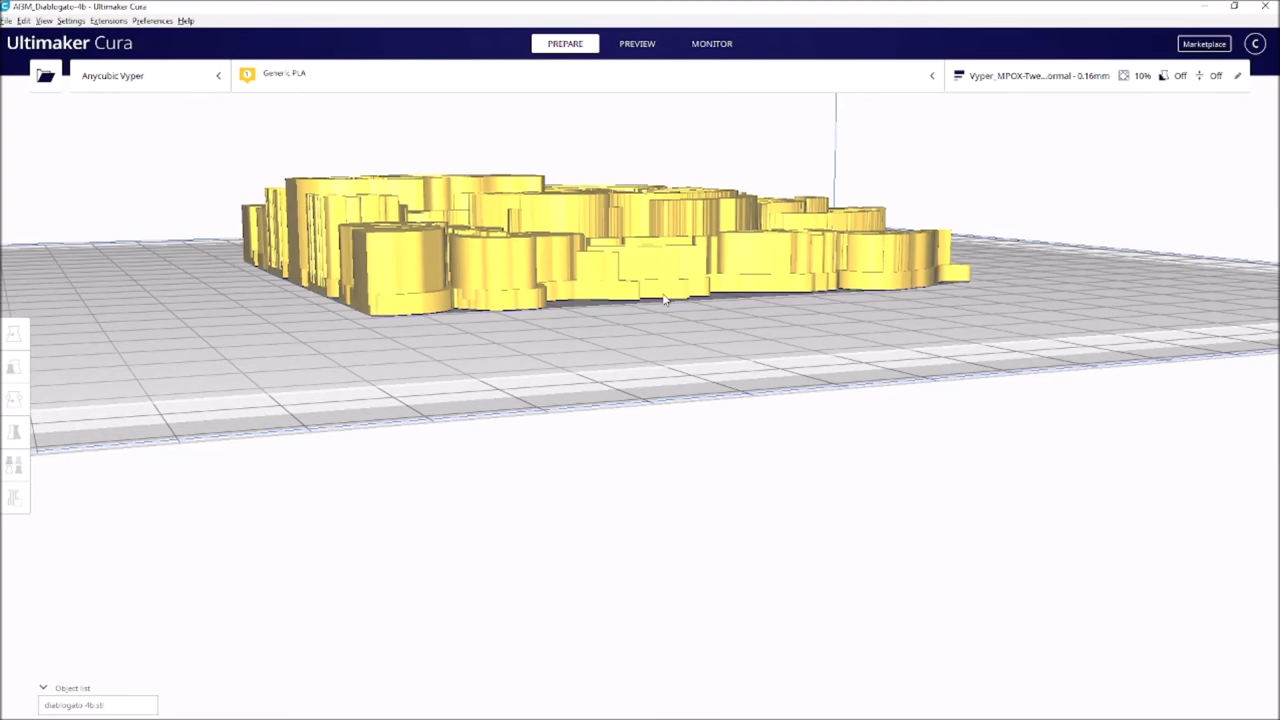 AI3M_Diablogato-4b - Ultimaker Cura
File Edit View Settings Extensions Preferences Help
Ultimaker Cura
PREPARE
PREVIEW
MONITOR
Marketplace
C
Anycubic Vyper
1
Generic PLA
Vyper_MPOX-Twe...ormal - 0.16mm
10%
Off
Off
Object list
diablogato-4b.stl